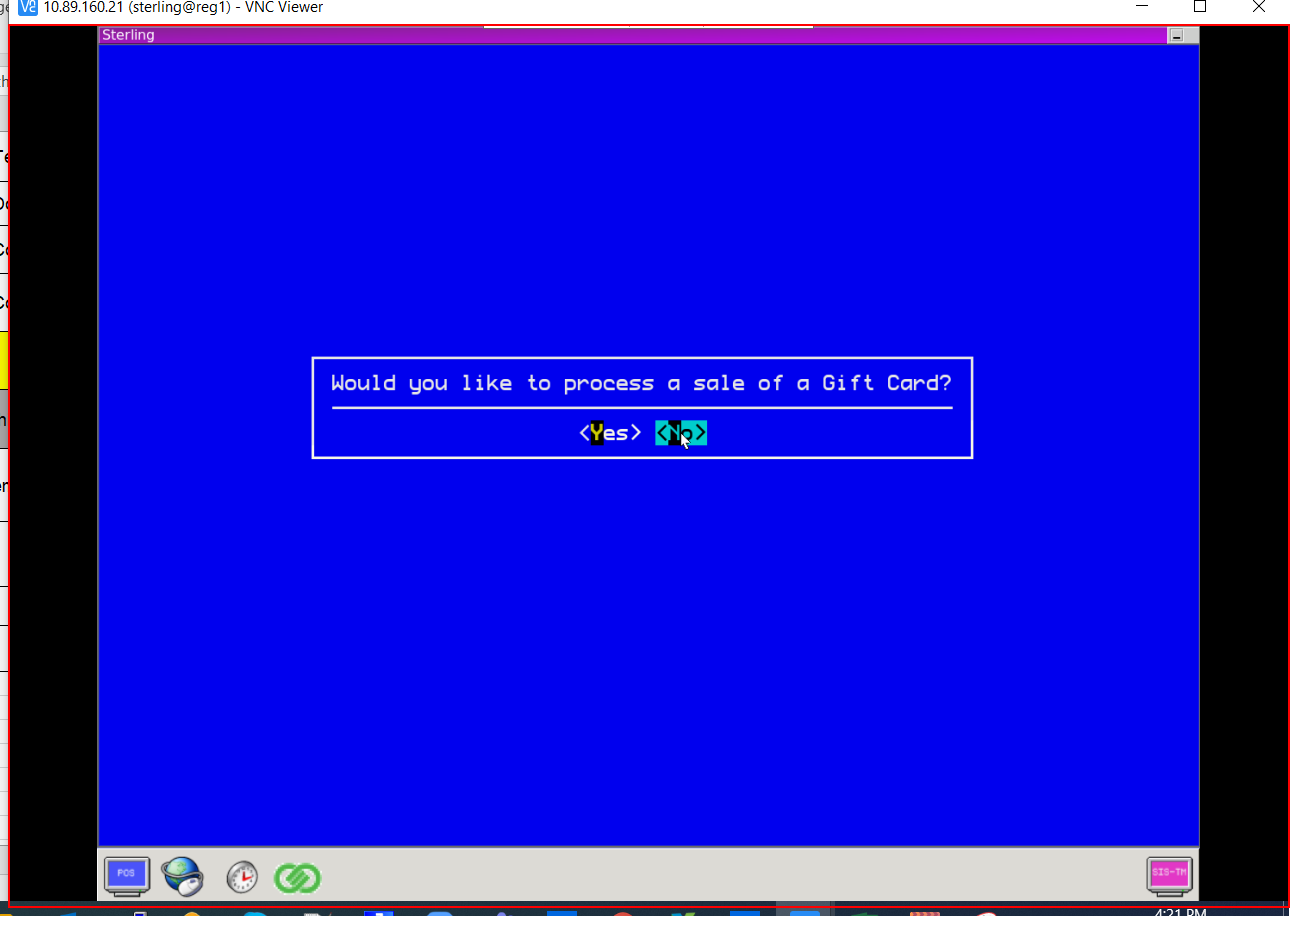 10.89.160.21 (sterling@reg1) - VNC Viewer
Sterling
Would you like to process a sale of a Gift Card?
<Yes> <No>
POS
SIS-TM
4:21 PM